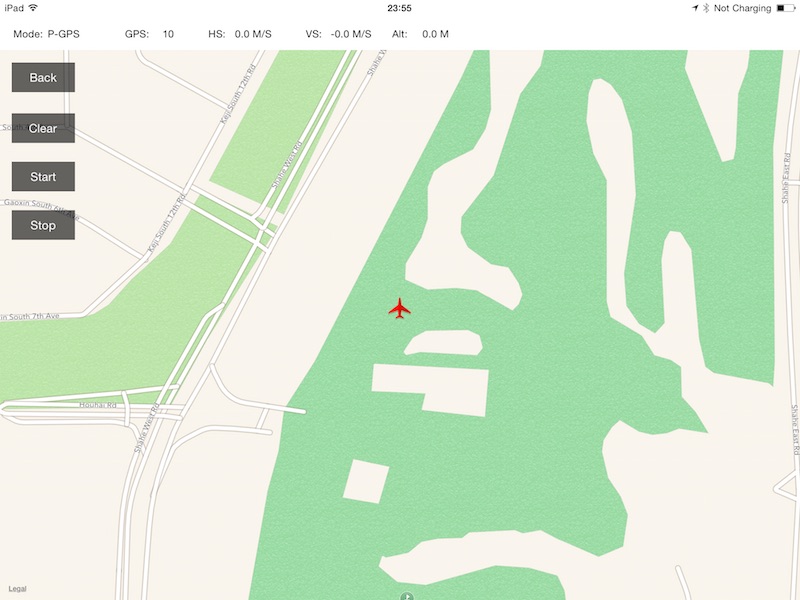 iPad 23:55 Not Charging
Mode: P-GPS GPS: 10 HS: 0.0 M/S VS: -0.0 M/S Alt: 0.0 M
Back
Clear
Start
Stop
Keji South 12th Rd
Shahe W
Shahe West Rd
South
Gaoxin South 6th Ave
Keji South 12th Rd
in South 7th Ave
Houhai Rd
Shahe West Rd
Shahe East Rd
Shahe East Rd
Legal